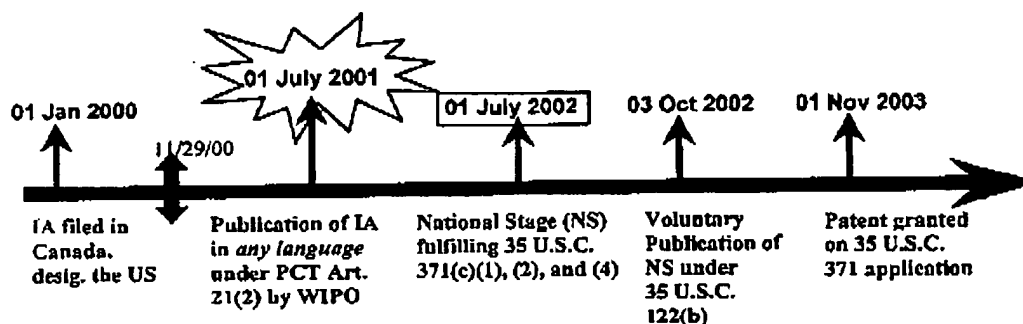 01 July 2001
01 Jan 2000
01 July 2002
03 Oct 2002
01 Nov 2003
11/29/00
IA filed in
Canada.
desig. the US
Publication of IA
in any language
under PCT Art.
21(2) by WIPO
National Stage (NS)
fulfilling 35 U.S.C.
371(c)(1), (2), and (4)
Voluntary
Publication of
NS under
35 U.S.C.
122(b)
Patent granted
on 35 U.S.C.
371 application